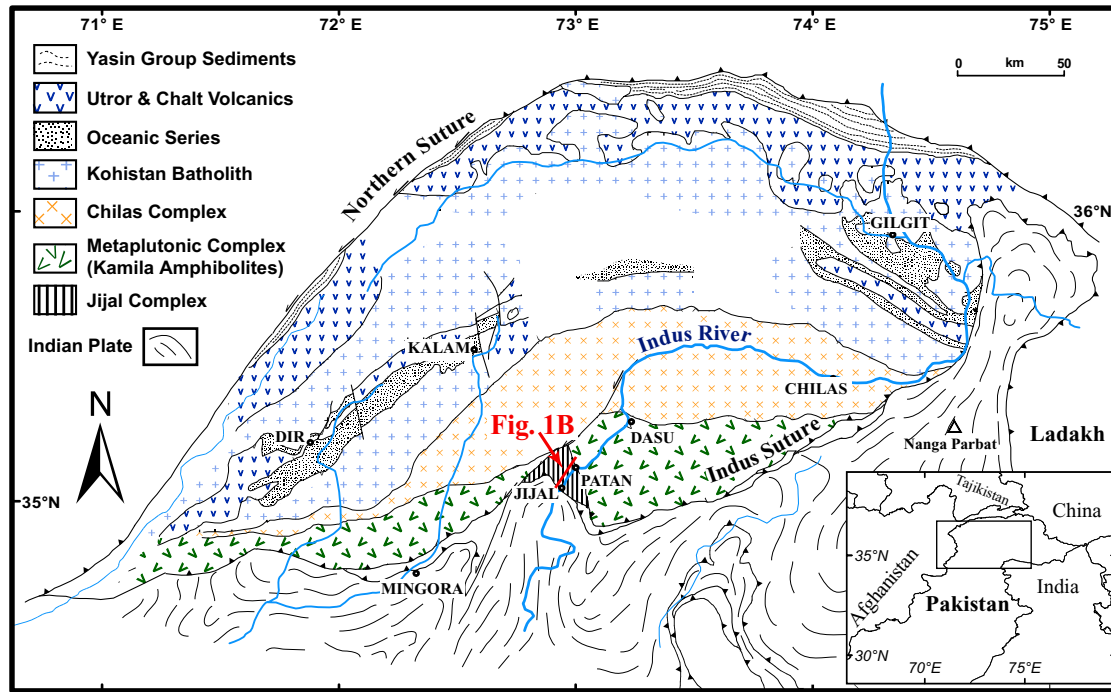 71°E 72°E 73°E 74°E 75°E
Yasin Group Sediments
Utror & Chalt Volcanics
Oceanic Series
Kohistan Batholith
Chilas Complex
Metaplutonic Complex
(Kamila Amphibolites)
Jijal Complex
Indian Plate
0 km 50
Northern Suture
36°N
GILGIT
KALAM
Indus River
CHILAS
Fig. 1B
DASU
DIR
Indus Suture
Nanga Parbat
Ladakh
N
PATAN
JIJAL
35°N
MINGORA
Tajikistan
China
35°N
Afghanistan
Pakistan
India
30°N
70°E 75°E